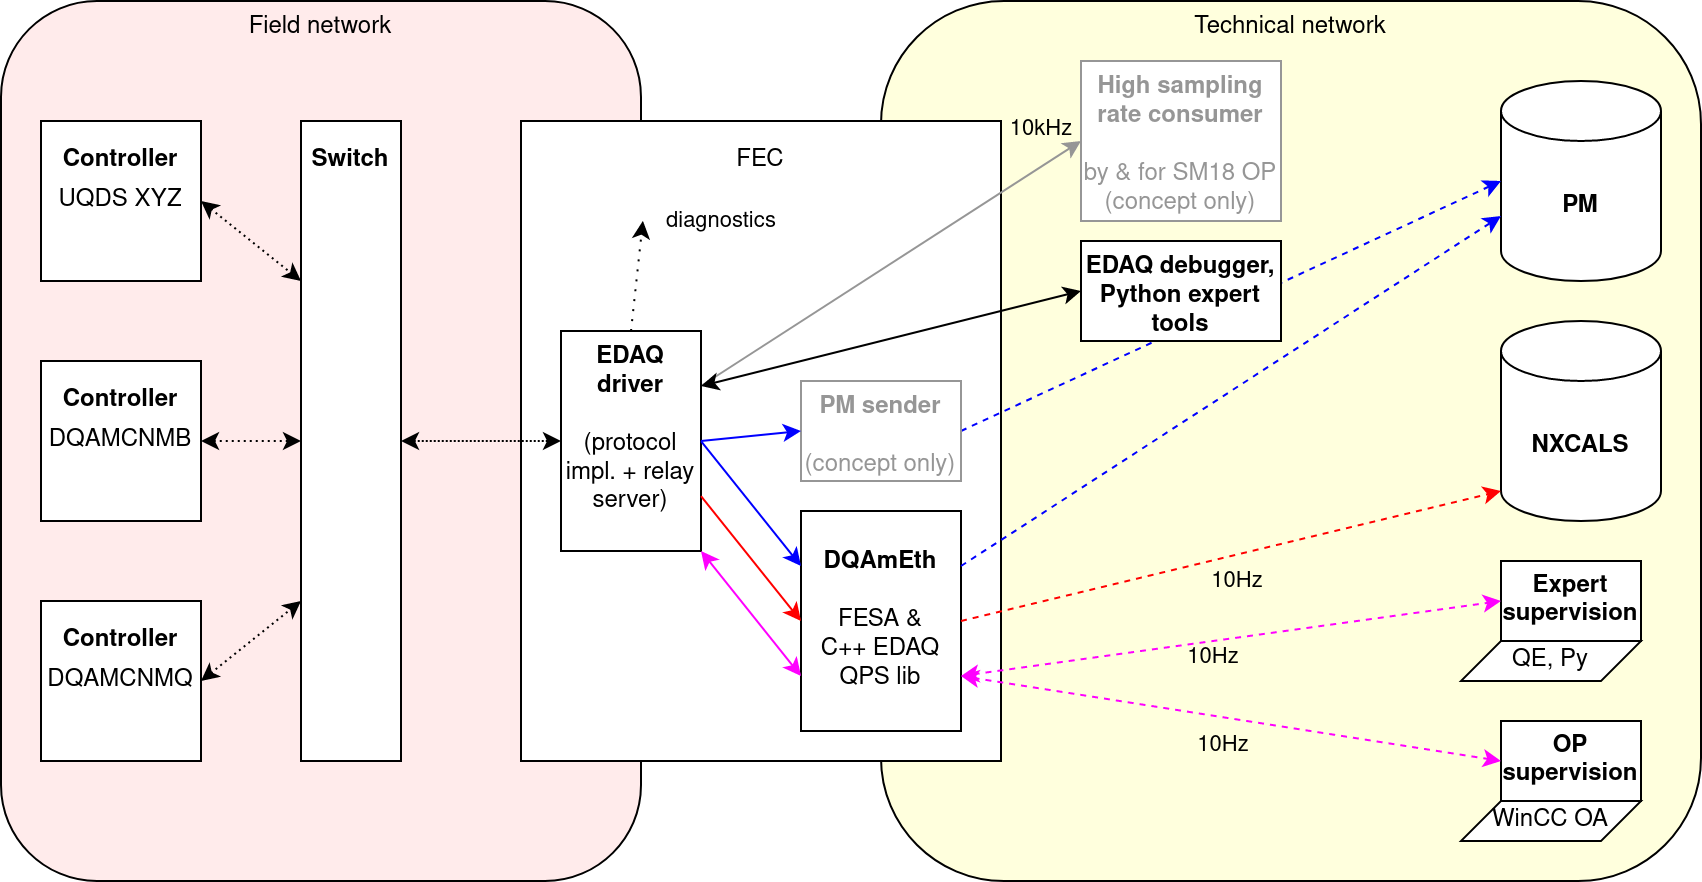 Field network
Technical network
Controller
UQDS XYZ
Controller
DQAMCNMB
Controller
DQAMCNMQ
Switch
FEC
diagnostics
EDAQ
driver
(protocol
impl. + relay
server)
PM sender
(concept only)
DQAmEth
FESA &
C++ EDAQ
QPS lib
10kHz
High sampling
rate consumer
by & for SM18 OP
(concept only)
EDAQ debugger,
Python expert
tools
PM
NXCALS
10Hz
Expert
supervision
QE, Py
10Hz
10Hz
OP
supervision
WinCC OA